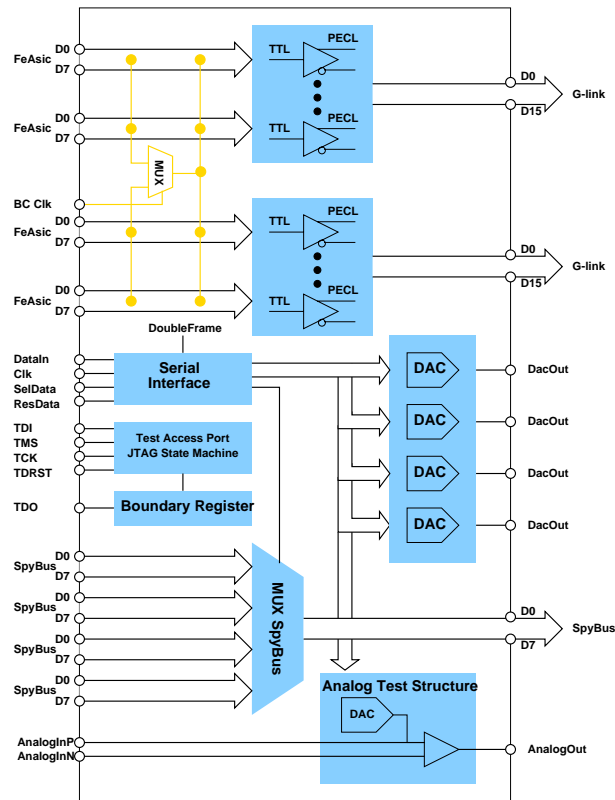 D0
FeAsic
D7
TTL
PECL
D0
G-link
D15
D0
FeAsic
D7
TTL
PECL
MUX
BC Clk
D0
FeAsic
D7
TTL
PECL
D0
G-link
D15
D0
FeAsic
D7
TTL
PECL
DoubleFrame
DataIn
Clk
SelData
ResData
Serial
Interface
DAC
DacOut
DAC
DacOut
DAC
DacOut
DAC
DacOut
TDI
TMS
TCK
TDRST
Test Access Port
JTAG State Machine
TDO
Boundary Register
D0
SpyBus
D7
D0
SpyBus
D7
D0
SpyBus
D7
D0
SpyBus
D7
MUX SpyBus
D0
SpyBus
D7
Analog Test Structure
DAC
AnalogInP
AnalogInN
AnalogOut